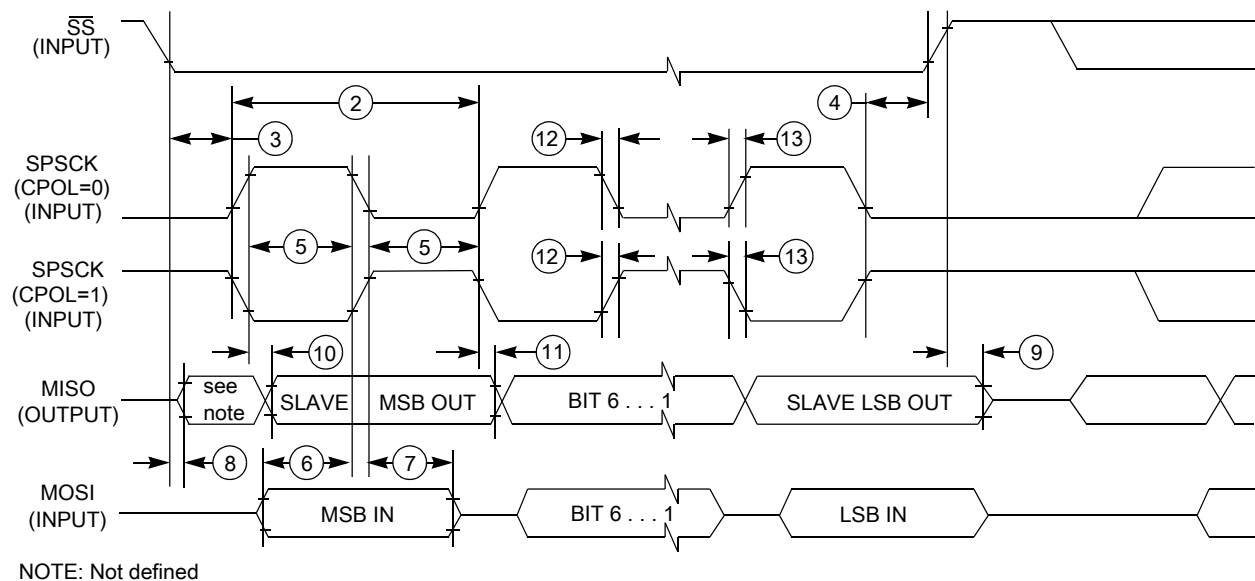 SS
(INPUT)
2
4
3
12
13
SPSCK
(CPOL=0)
(INPUT)
5
5
SPSCK
(CPOL=1)
(INPUT)
12
13
10
11
9
MISO
(OUTPUT)
see
note
SLAVE
MSB OUT
BIT 6 . . . 1
SLAVE LSB OUT
8
6
7
MOSI
(INPUT)
MSB IN
BIT 6 . . . 1
LSB IN
NOTE: Not defined